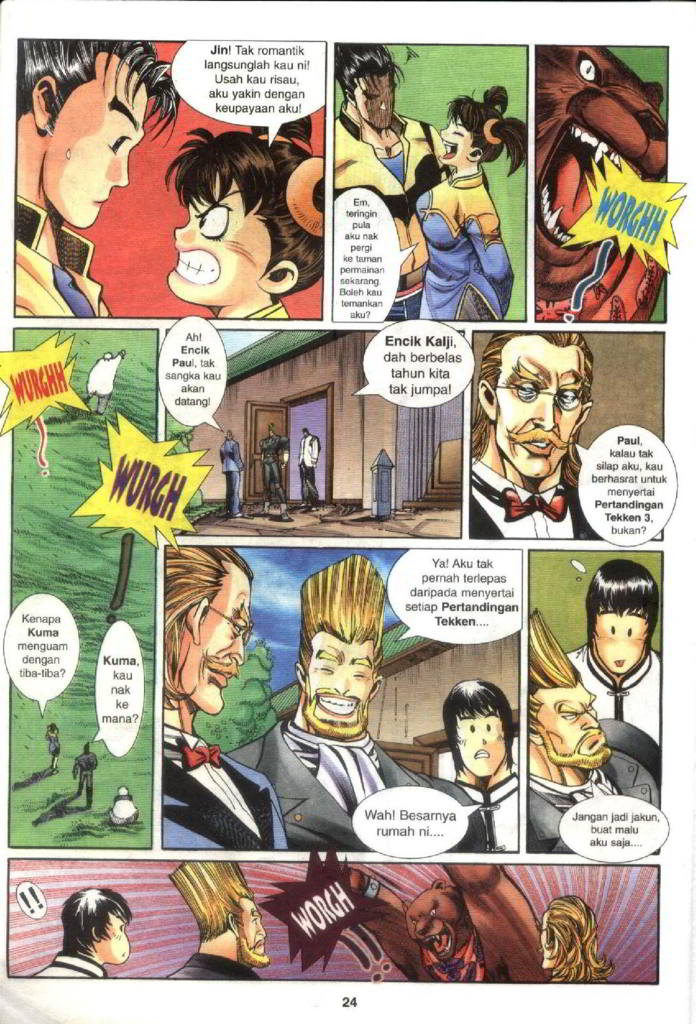 Jin! Tak romantik
langsunglah kau ni!
Usah kau risau,
aku yakin dengan
keupayaan aku!
Em,
teringin
pula
aku nak
pergi
ke taman
permainan
sekarang.
Boleh kau
temankan
aku?
WORGHH
WURGHH
WURGH
Kenapa
Kuma
menguam
dengan
tiba-tiba?
Kuma,
kau
nak
ke
mana?
Ah!
Encik
Paul, tak
sangka kau
akan
datang!
Encik Kalji,
dah berbelas
tahun kita
tak jumpa!
Paul,
kalau tak
silap aku, kau
berhasrat untuk
menyertai
Pertandingan
Tekken 3,
bukan?
Ya! Aku tak
pernah terlepas
daripada menyertai
setiap Pertandingan
Tekken....
Wah! Besarnya
rumah ni....
Jangan jadi jakun,
buat malu
aku saja....
!!
WORGH
24